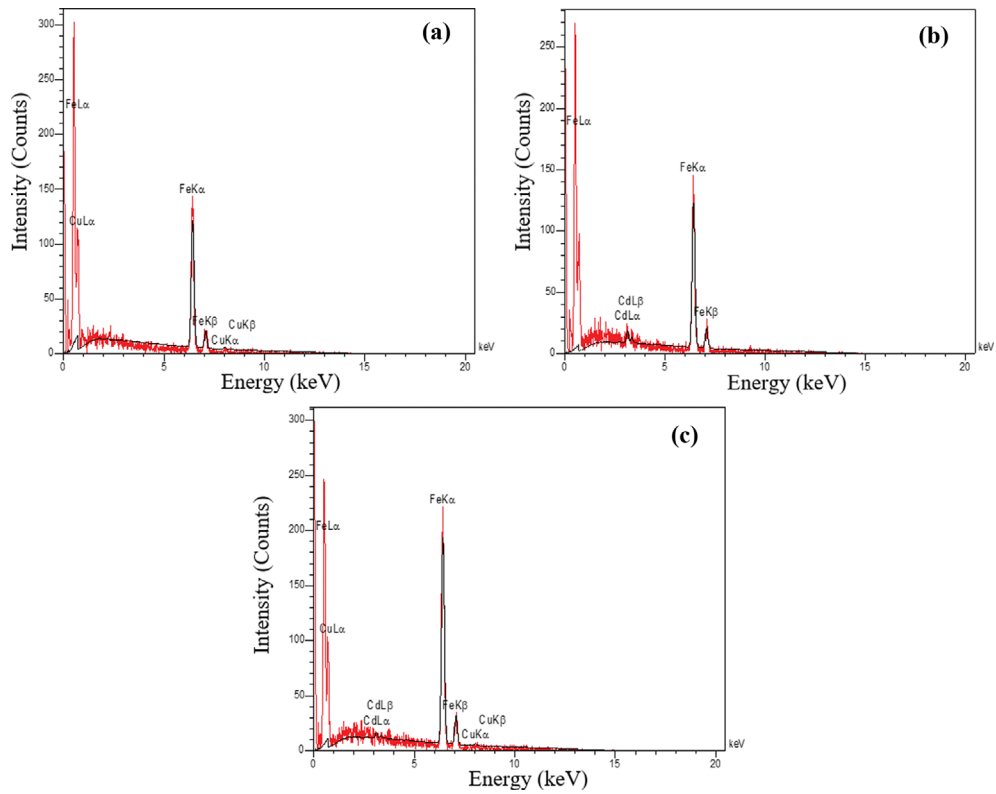 (a)
300
250
200
150
100
50
0
Intensity (Counts)
FeLα
CuLα
FeKα
FeKβ
CuKβ
CuKα
0
5
10
15
20
keV
Energy (keV)
(b)
250
200
150
100
50
0
Intensity (Counts)
FeLα
CdLβ
CdLα
FeKα
FeKβ
0
5
10
15
20
keV
Energy (keV)
(c)
300
250
200
150
100
50
0
Intensity (Counts)
FeLα
CuLα
CdLβ
CdLα
FeKα
FeKβ
CuKβ
CuKα
0
5
10
15
20
keV
Energy (keV)